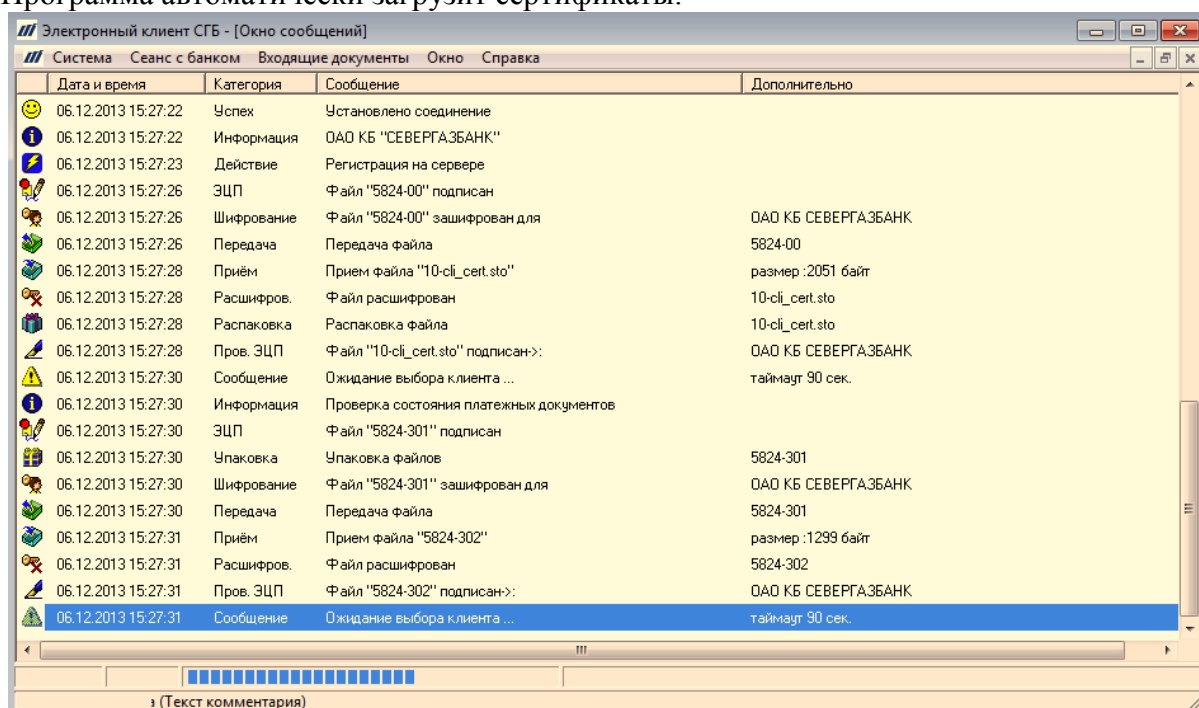 Программа автоматически загрузит сертификаты.
Электронный клиент СГБ - [Окно сообщений]
Система Сеанс с банком Входящие документы Окно Справка
Дата и время Категория Сообщение Дополнительно
06.12.2013 15:27:22 Успех Установлено соединение
06.12.2013 15:27:22 Информация ОАО КБ "СЕВЕРГАЗБАНК"
06.12.2013 15:27:23 Действие Регистрация на сервере
06.12.2013 15:27:26 ЭЦП Файл "5824-00" подписан
06.12.2013 15:27:26 Шифрование Файл "5824-00" зашифрован для ОАО КБ СЕВЕРГАЗБАНК
06.12.2013 15:27:26 Передача Передача файла 5824-00
06.12.2013 15:27:28 Приём Прием файла "10-cli_cert.sto" размер :2051 байт
06.12.2013 15:27:28 Расшифров. Файл расшифрован 10-cli_cert.sto
06.12.2013 15:27:28 Распаковка Распаковка файла 10-cli_cert.sto
06.12.2013 15:27:28 Пров. ЭЦП Файл "10-cli_cert.sto" подписан->: ОАО КБ СЕВЕРГАЗБАНК
06.12.2013 15:27:30 Сообщение Ожидание выбора клиента ... таймаут 90 сек.
06.12.2013 15:27:30 Информация Проверка состояния платежных документов
06.12.2013 15:27:30 ЭЦП Файл "5824-301" подписан
06.12.2013 15:27:30 Упаковка Упаковка файлов 5824-301
06.12.2013 15:27:30 Шифрование Файл "5824-301" зашифрован для ОАО КБ СЕВЕРГАЗБАНК
06.12.2013 15:27:30 Передача Передача файла 5824-301
06.12.2013 15:27:31 Приём Прием файла "5824-302" размер :1299 байт
06.12.2013 15:27:31 Расшифров. Файл расшифрован 5824-302
06.12.2013 15:27:31 Пров. ЭЦП Файл "5824-302" подписан->: ОАО КБ СЕВЕРГАЗБАНК
06.12.2013 15:27:31 Сообщение Ожидание выбора клиента ... таймаут 90 сек.
(Текст комментария)